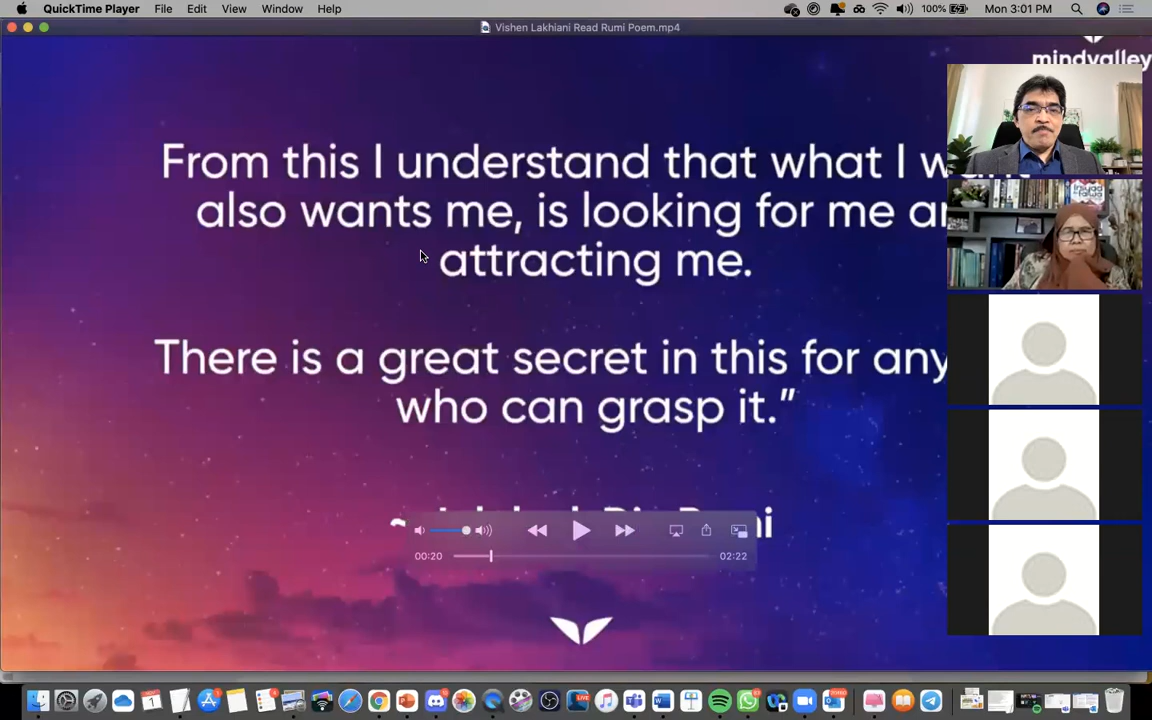 QuickTime Player File Edit View Window Help 100% Mon 3:01 PM
Vishen Lakhiani Read Rumi Poem.mp4
mindvalley
From this I understand that what I
also wants me, is looking for me
attracting me.
There is a great secret in this for any
who can grasp it.”
00:20 02:22